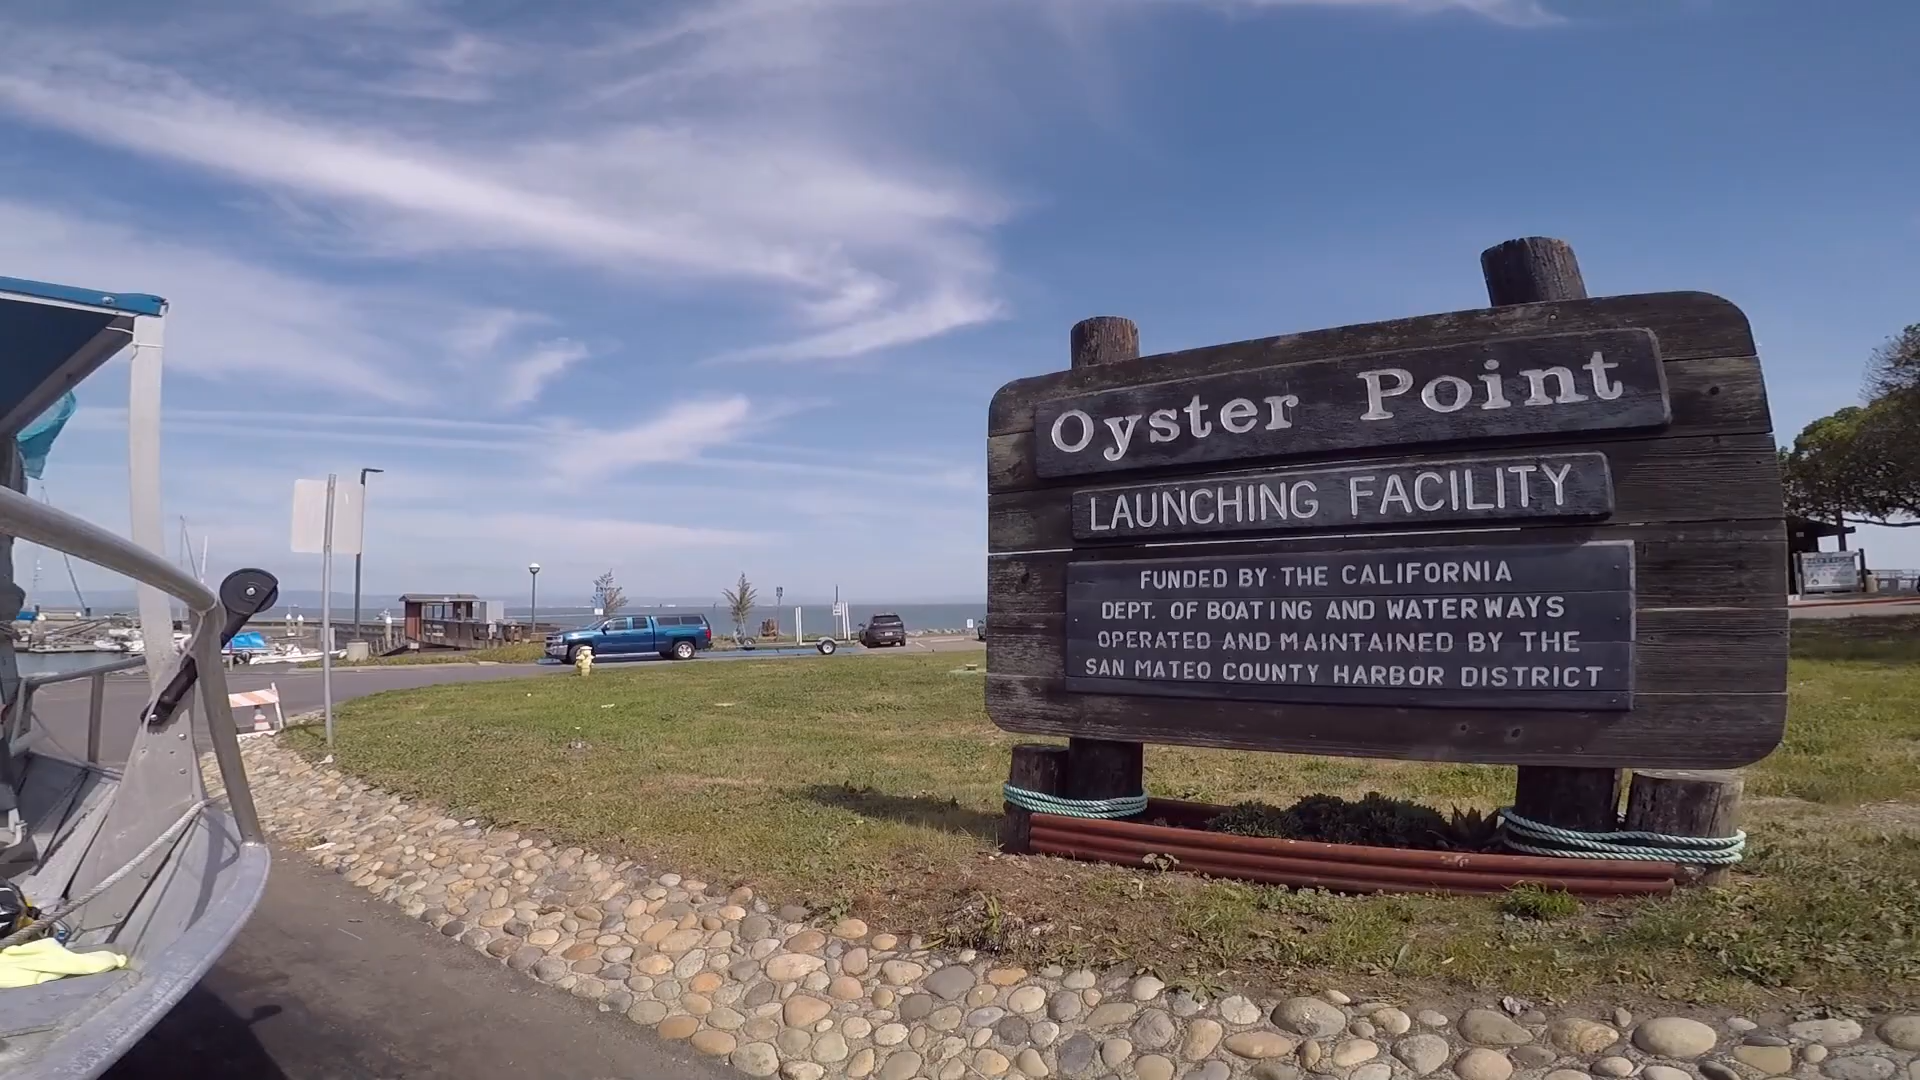 Oyster Point
LAUNCHING FACILITY
FUNDED BY THE CALIFORNIA
DEPT. OF BOATING AND WATERWAYS
OPERATED AND MAINTAINED BY THE
SAN MATEO COUNTY HARBOR DISTRICT